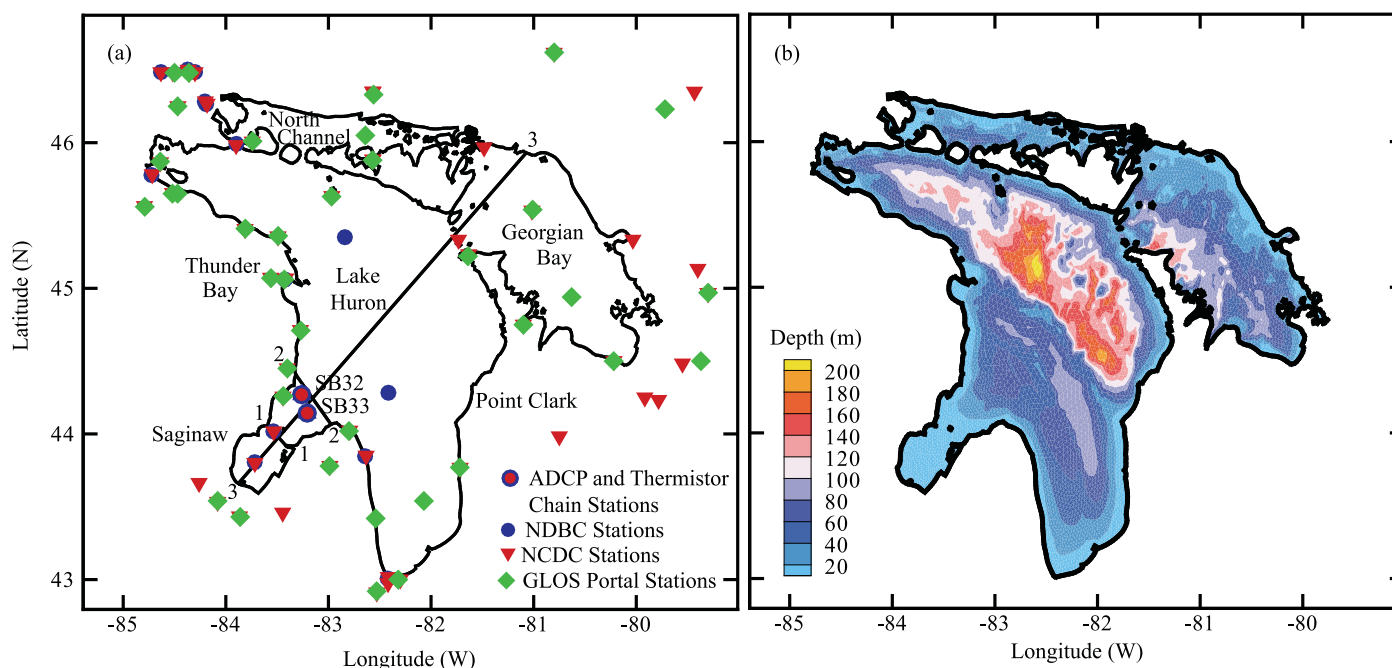 (a)
North
Channel
3
Georgian
Bay
Thunder
Bay
Lake
Huron
2
SB32
SB33
1
Saginaw
2
1
3
Point Clark
ADCP and Thermistor
Chain Stations
NDBC Stations
NCDC Stations
GLOS Portal Stations
46
45
44
43
Latitude (N)
-85 -84 -83 -82 -81 -80
Longitude (W)
(b)
Depth (m)
200
180
160
140
120
100
80
60
40
20
-85 -84 -83 -82 -81 -80
Longitude (W)